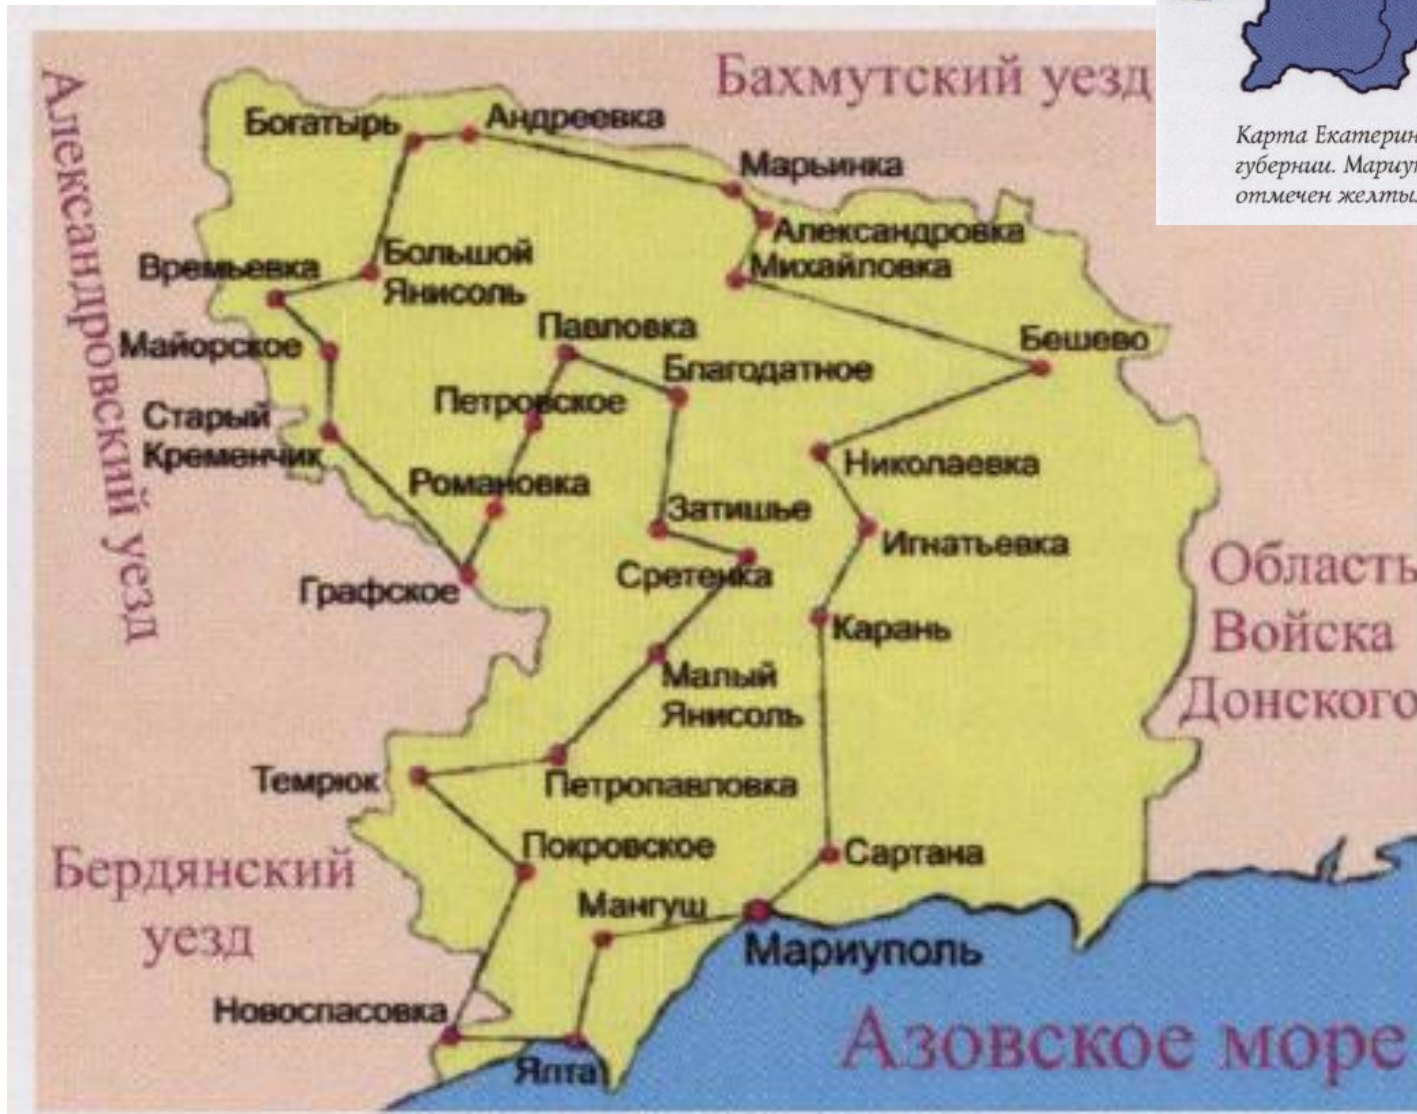 Карта Екатерин
губернии. Мариу
отмечен желты
Бахмутский уезд
Александровский уезд
Богатырь
Андреевка
Марьинка
Александровка
Михайловка
Времьевка
Большой
Янисоль
Майорское
Павловка
Бешево
Благодатное
Старый
Кременчик
Петровское
Николаевка
Романовка
Затишье
Игнатьевка
Сретенка
Графское
Карань
Область
Войска
Донского
Малый
Янисоль
Темрюк
Петропавловка
Бердянский
уезд
Покровское
Сартана
Мангуш
Мариуполь
Новоспасовка
Ялта
Азовское море